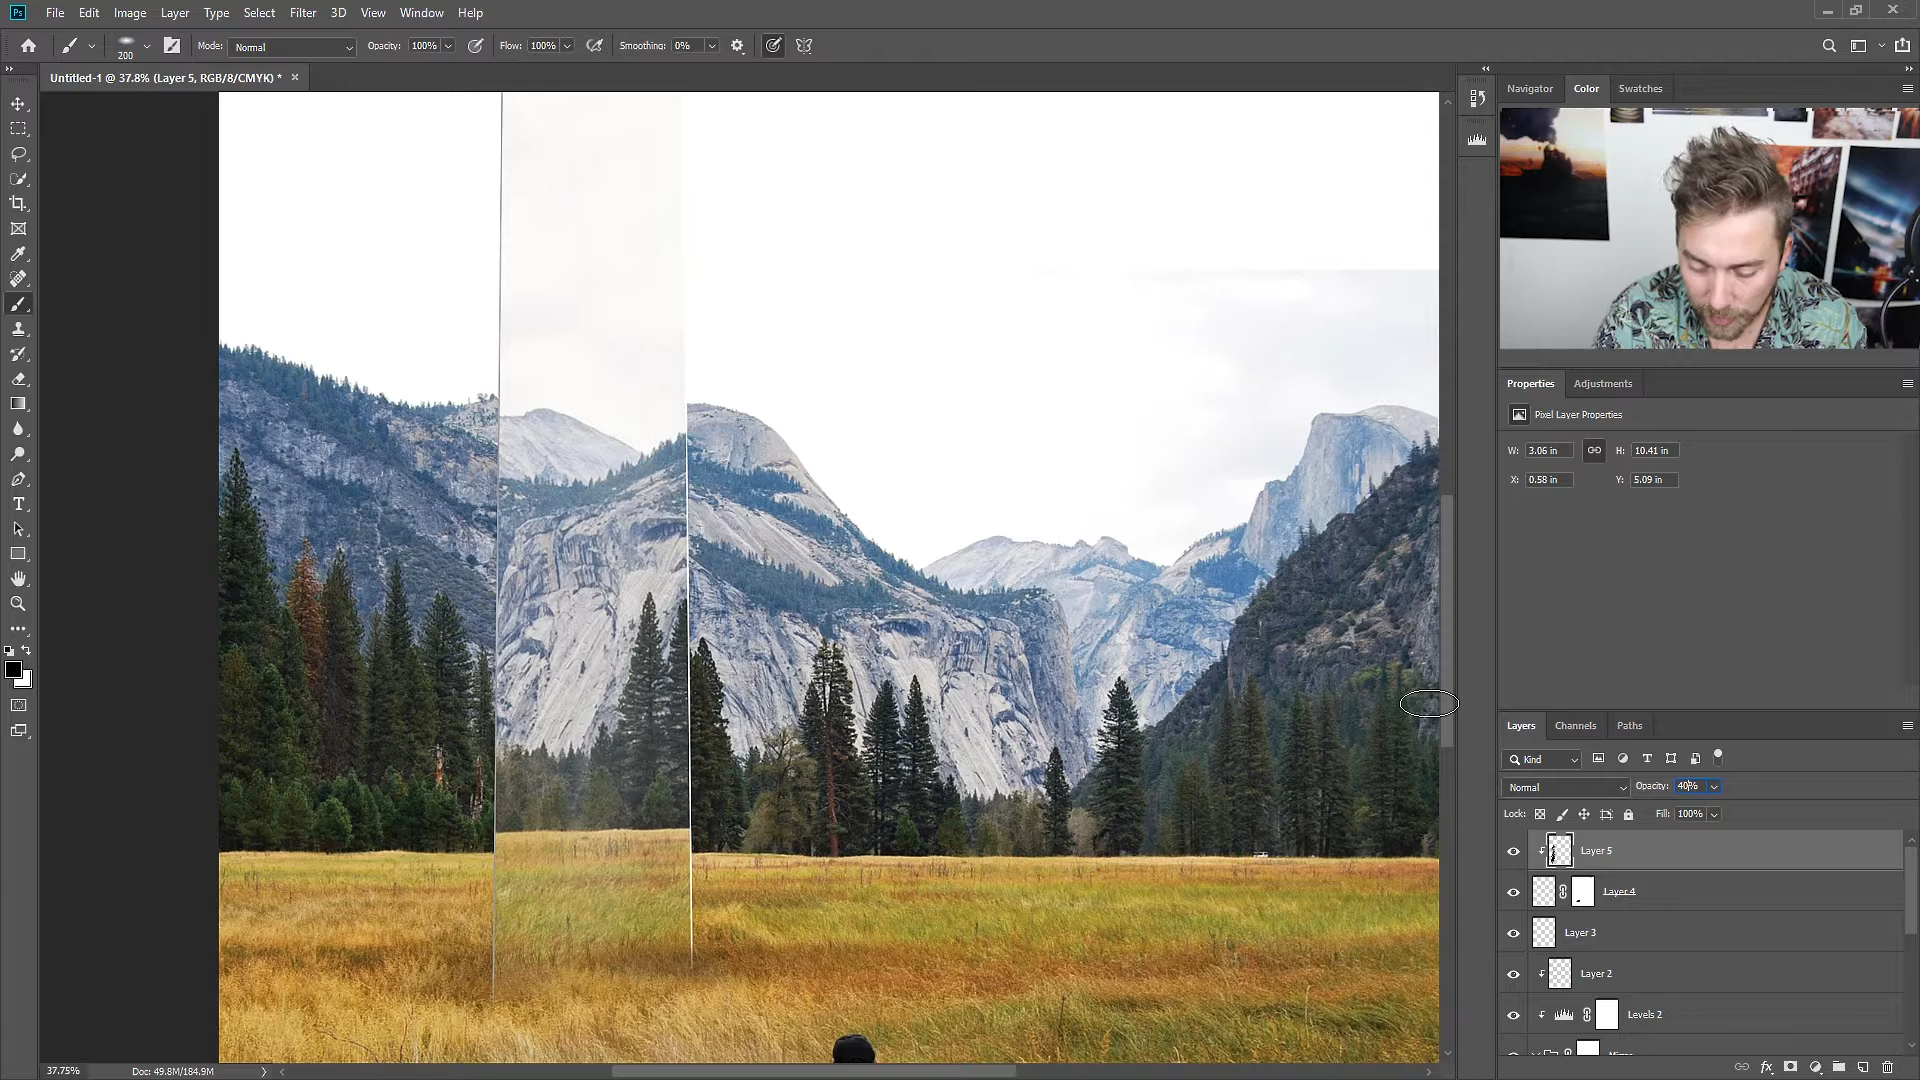 Ps File Edit Image Layer Type Select Filter 3D View Window Help
200 Mode: Normal Opacity: 100% Flow: 100% Smoothing: 0%
Untitled-1 @ 37.8% (Layer 5, RGB/8/CMYK) * ×
Navigator Color Swatches
Properties Adjustments
Pixel Layer Properties
W: 3.06 in H: 10.41 in
X: 0.58 in Y: 5.09 in
Layers Channels Paths
Kind
Normal Opacity: 40%
Lock: Fill: 100%
Layer 5
Layer 4
Layer 3
Layer 2
Levels 2
fx
37.75% Doc: 49.8M/184.9M